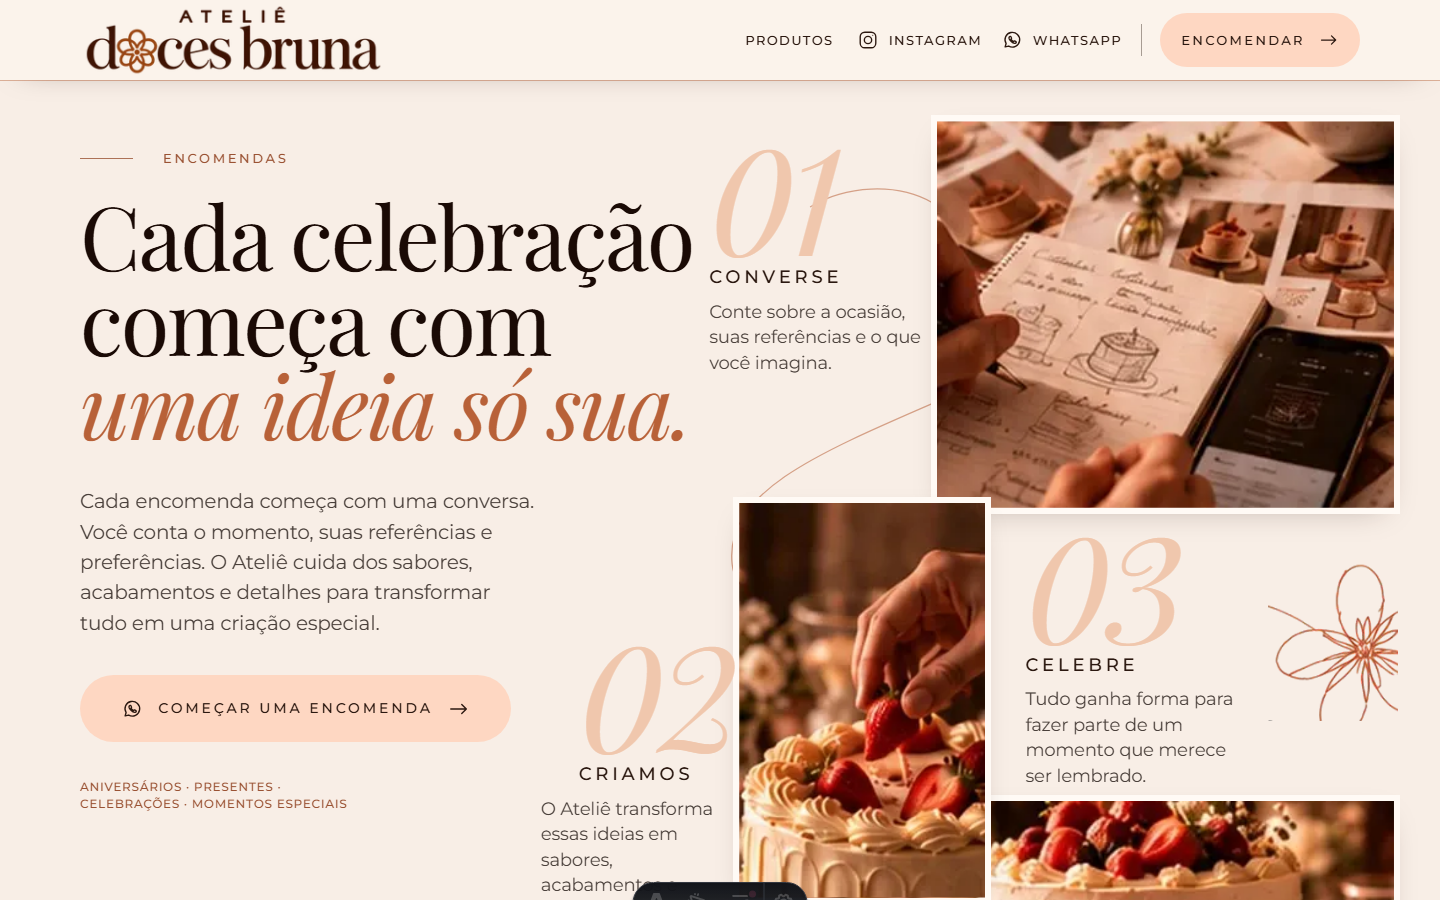 ATELIÊ
doces bruna
PRODUTOS
INSTAGRAM
WHATSAPP
ENCOMENDAR
ENCOMENDAS
Cada celebração
começa com
uma ideia só sua.
Cada encomenda começa com uma conversa.
Você conta o momento, suas referências e
preferências. O Ateliê cuida dos sabores,
acabamentos e detalhes para transformar
tudo em uma criação especial.
COMEÇAR UMA ENCOMENDA
ANIVERSÁRIOS · PRESENTES ·
CELEBRAÇÕES · MOMENTOS ESPECIAIS
01
CONVERSE
Conte sobre a ocasião,
suas referências e o que
você imagina.
02
CRIAMOS
O Ateliê transforma
essas ideias em
sabores,
03
CELEBRE
Tudo ganha forma para
fazer parte de um
momento que merece
ser lembrado.